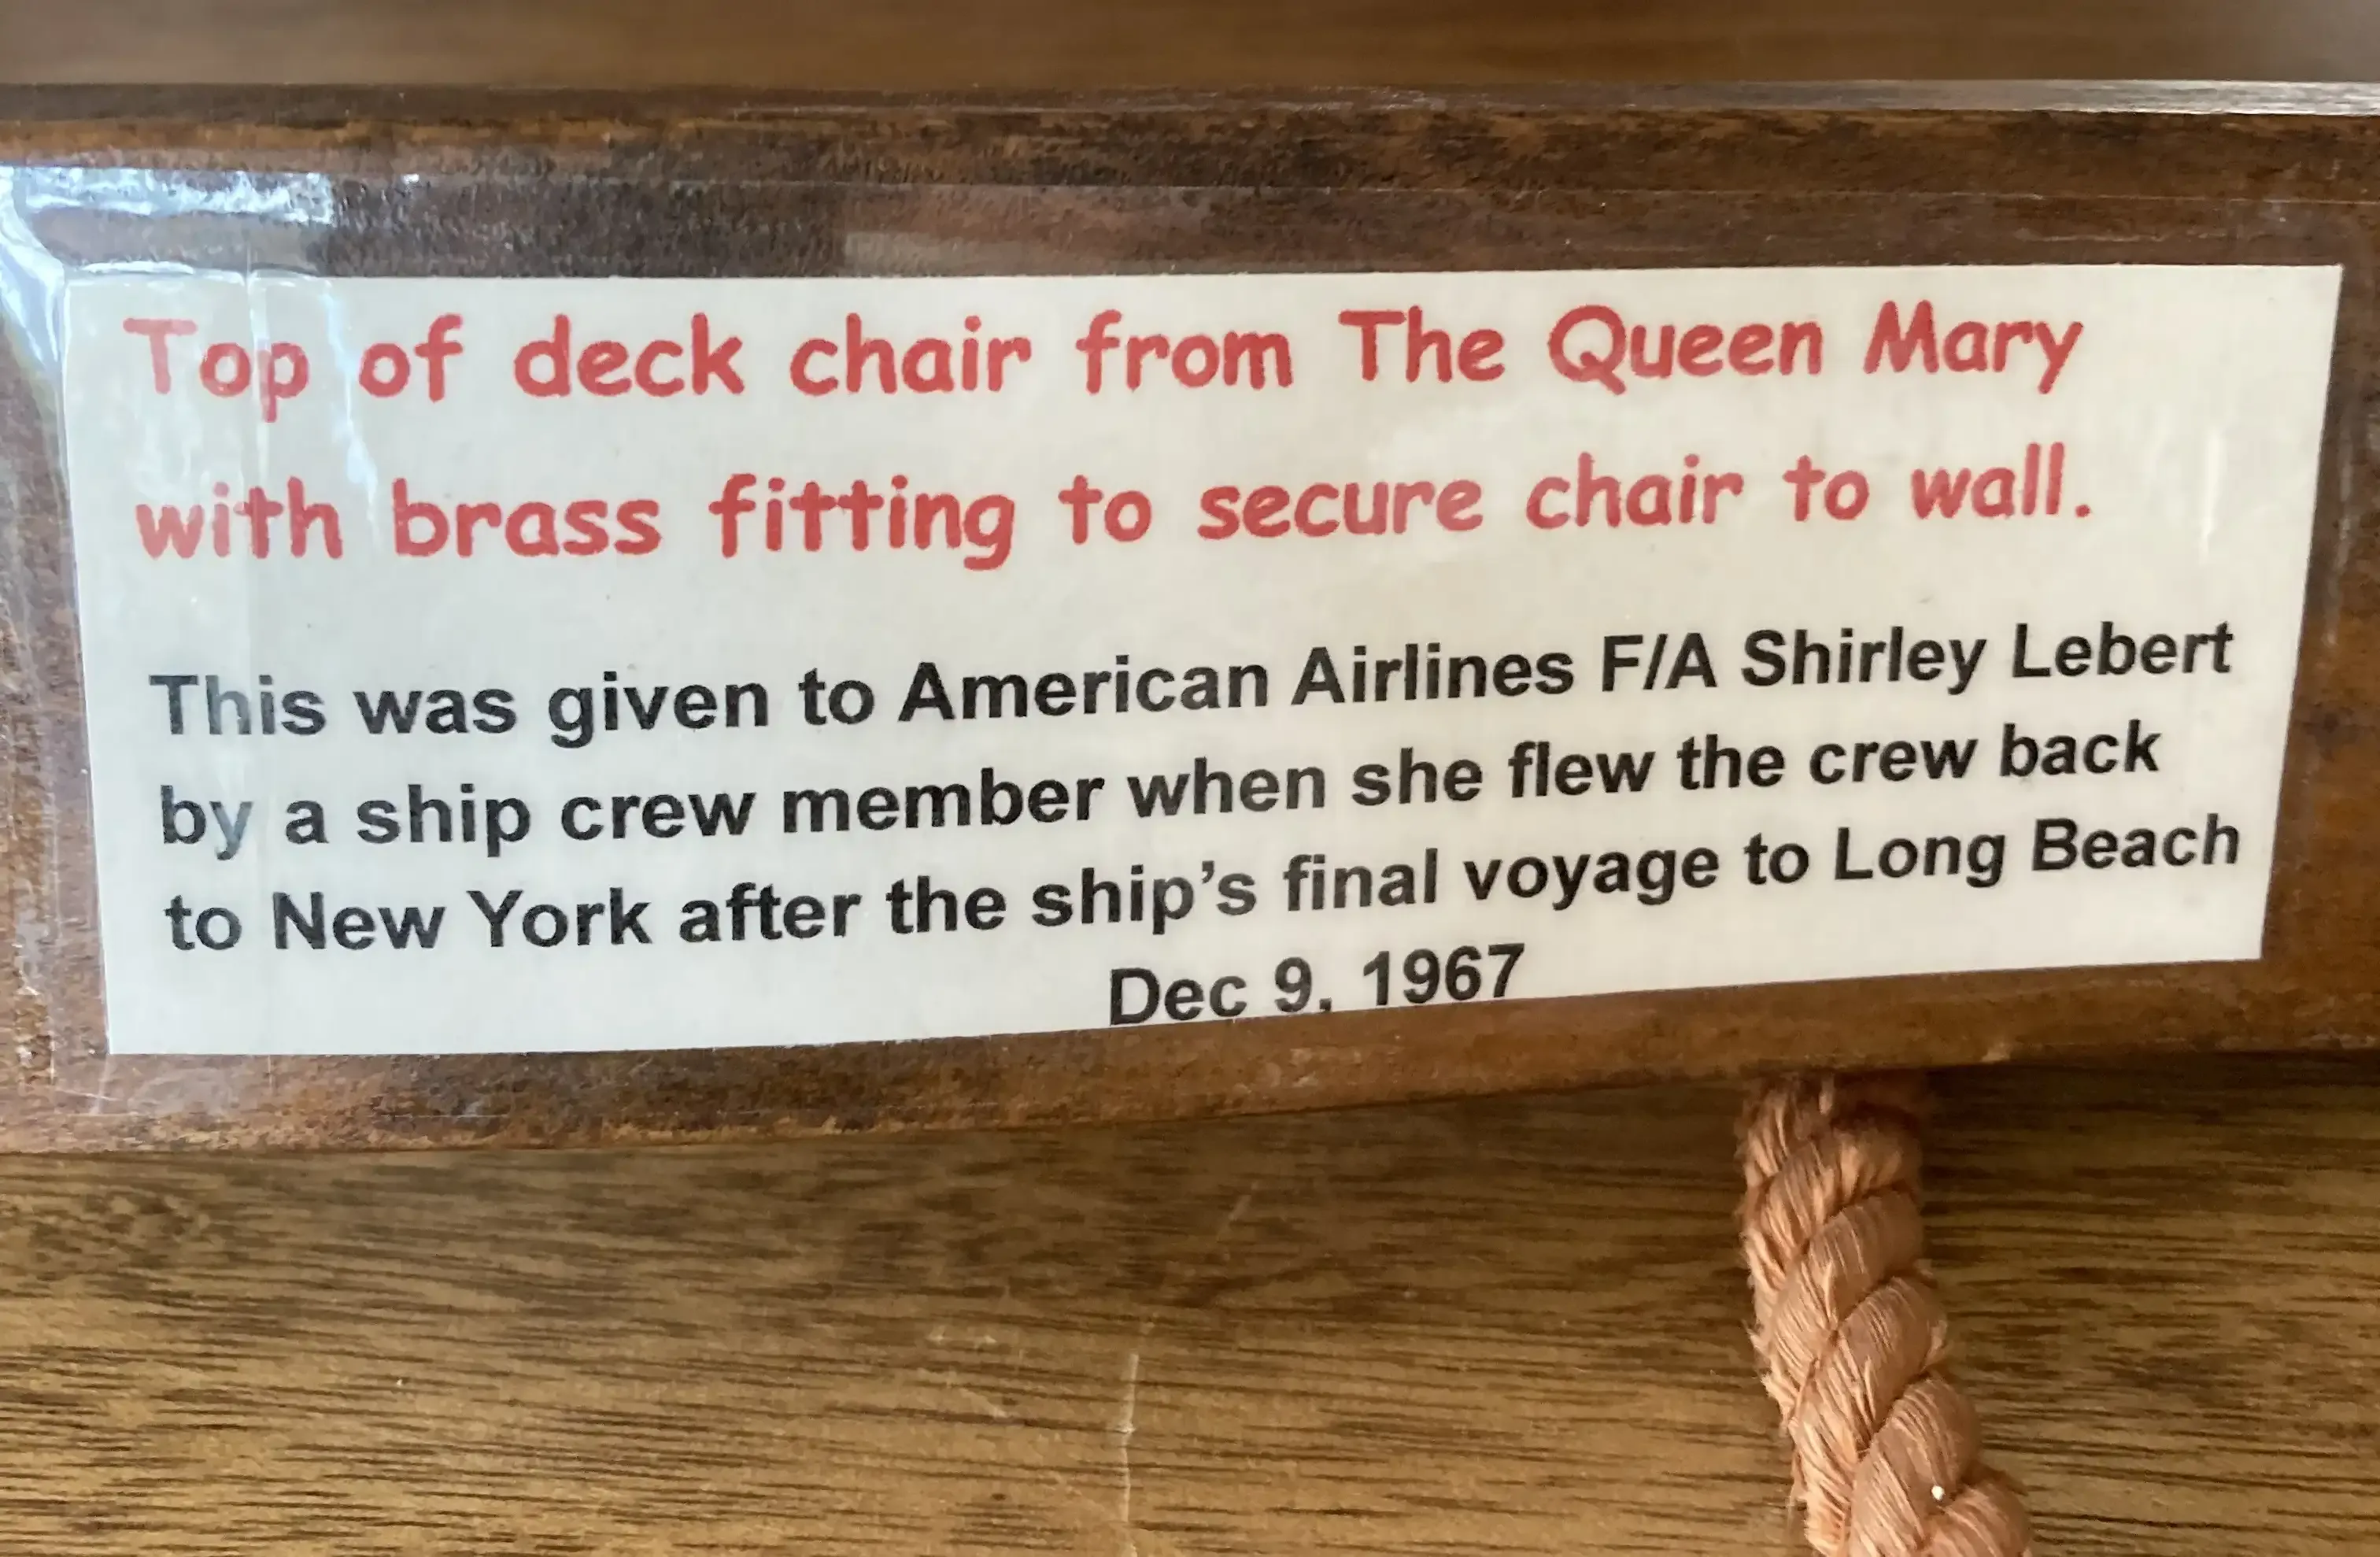 Top of deck chair from The Queen Mary
with brass fitting to secure chair to wall.
This was given to American Airlines F/A Shirley Lebert
by a ship crew member when she flew the crew back
to New York after the ship’s final voyage to Long Beach
Dec 9, 1967